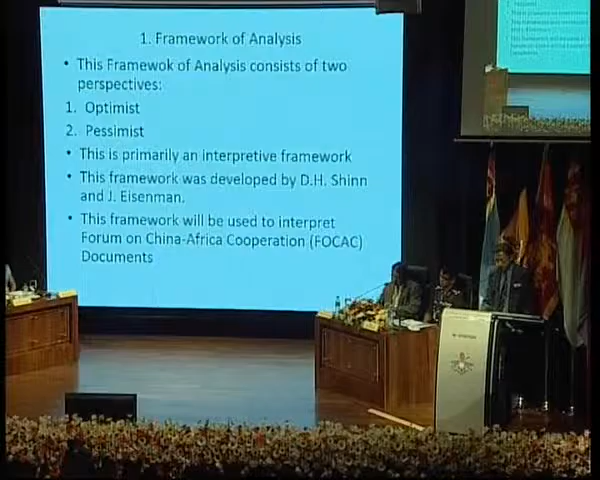 1. Framework of Analysis
• This Framewok of Analysis consists of two
perspectives:
1. Optimist
2. Pessimist
• This is primarily an interpretive framework
• This framework was developed by D.H. Shinn
and J. Eisenman.
• This framework will be used to interpret
Forum on China-Africa Cooperation (FOCAC)
Documents